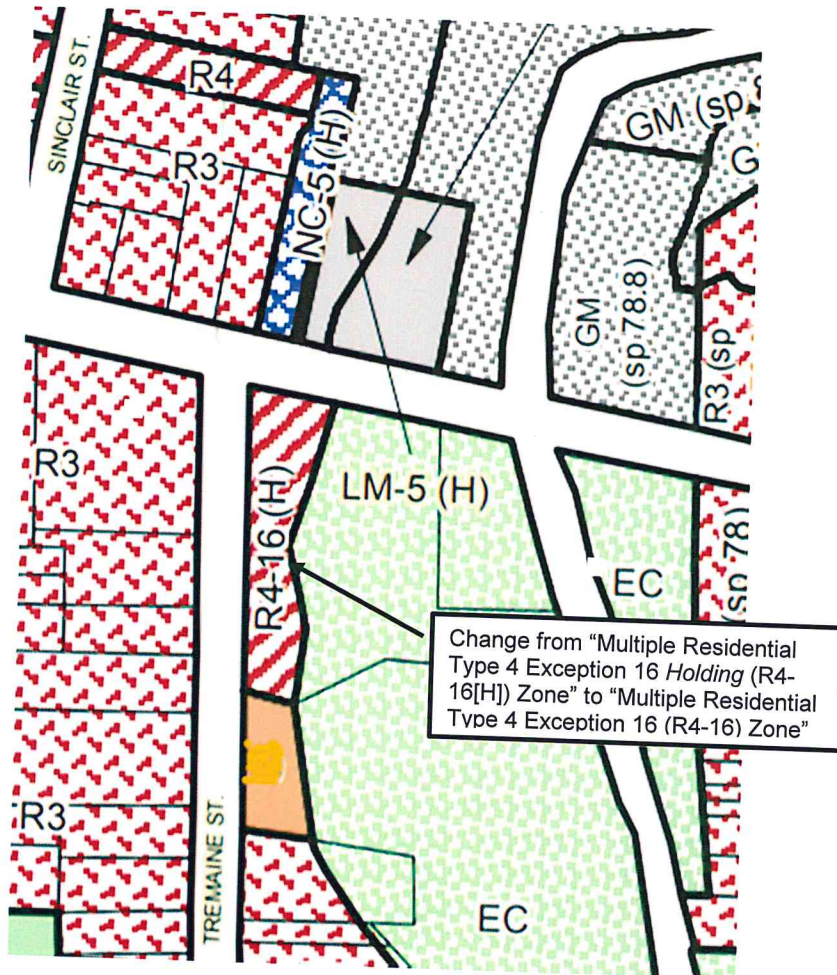 SINCLAIR ST.
R4
R3
NC-5 (H)
GM (sp
G
GM
(sp 78:8)
R3 (sp
R3
R4-16 (H)
LM-5 (H)
EC
(sp 78)
Change from "Multiple Residential
Type 4 Exception 16 Holding (R4-
16[H]) Zone" to "Multiple Residential
Type 4 Exception 16 (R4-16) Zone"
R3
TREMAINE ST.
EC